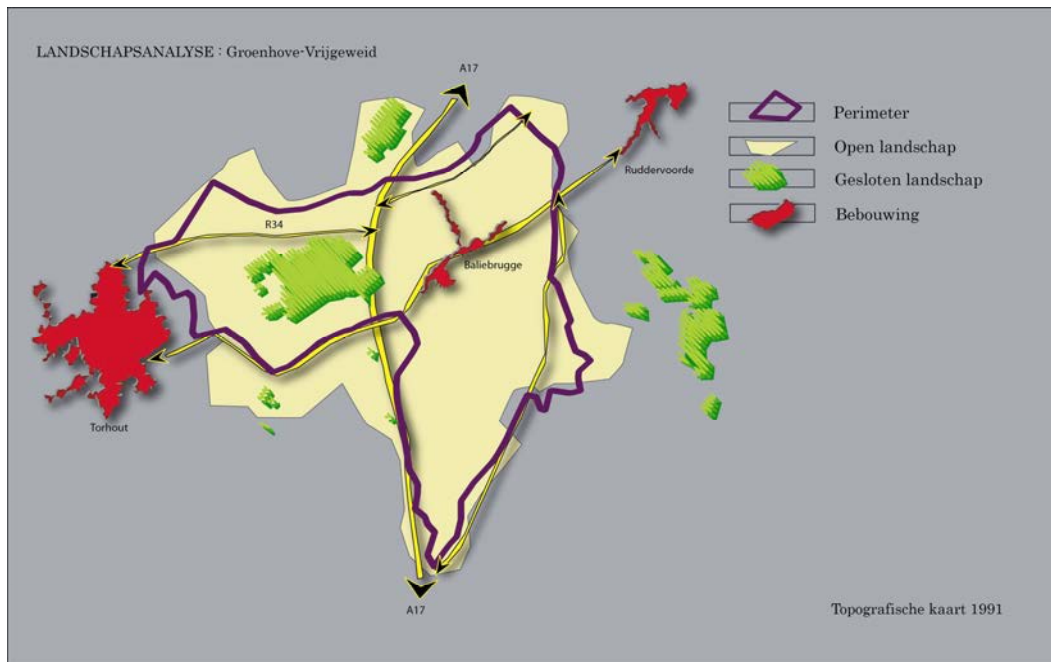 LANDSCHAPSANALYSE : Groenhove-Vrijgeweid
A17
Perimeter
Open landschap
Ruddervoorde
Gesloten landschap
Bebouwing
R34
Baliebrugge
Torhout
A17
Topografische kaart 1991